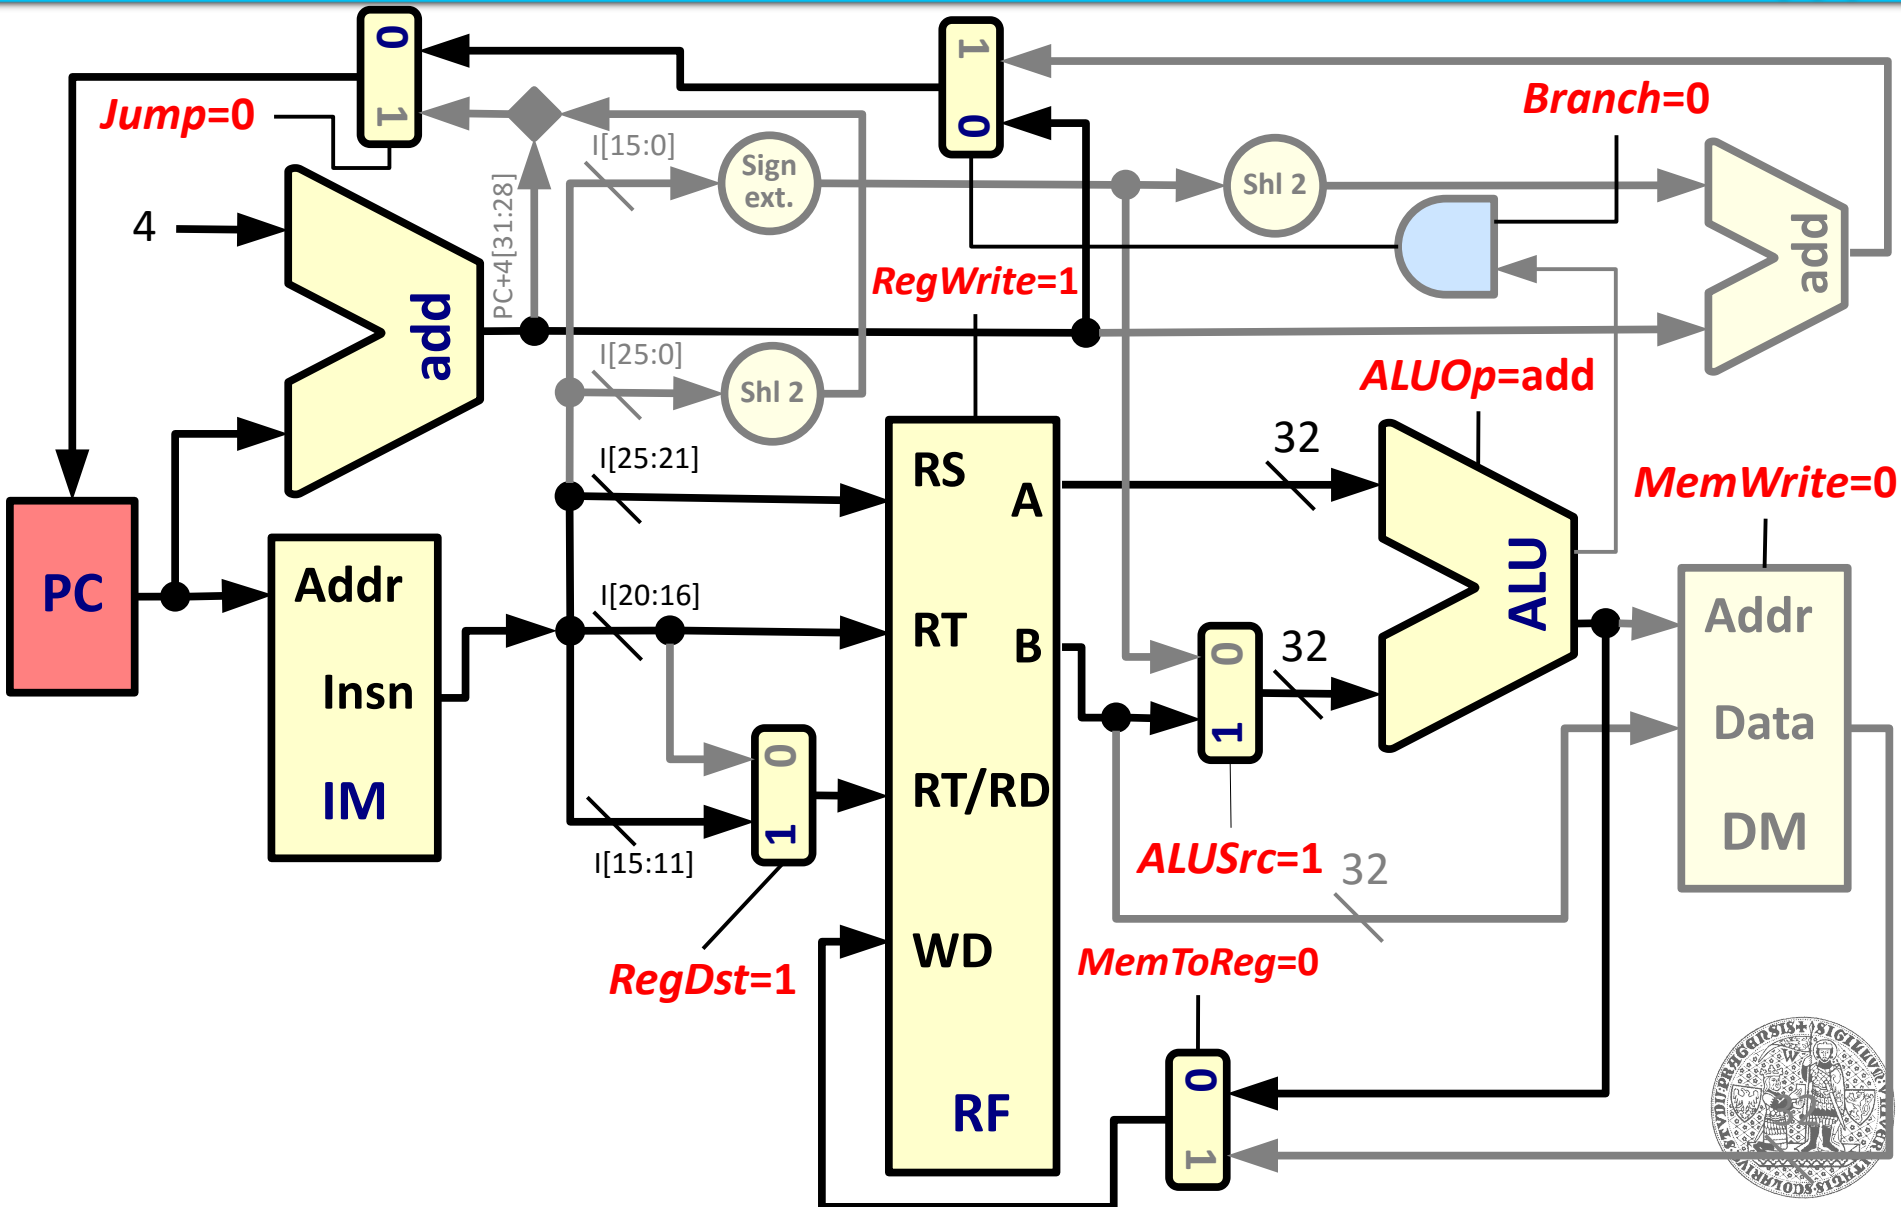 0
1
1
0
Jump=0
Branch=0
I[15:0]
Sign
ext.
Shl 2
4
PC+4[31:28]
add
add
RegWrite=1
I[25:0]
Shl 2
ALUOp=add
I[25:21]
RS
A
32
MemWrite=0
PC
Addr
Insn
IM
I[20:16]
RT
B
0
1
32
ALU
Addr
Data
DM
0
1
RT/RD
I[15:11]
ALUSrc=1
32
RegDst=1
WD
MemToReg=0
RF
0
1